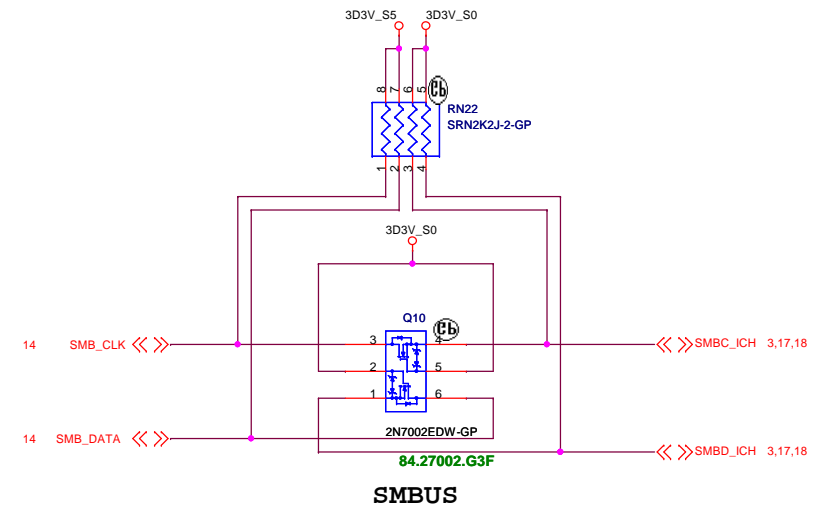 3D3V_S5 3D3V_S0
8 7 6 5
RN22
SRN2K2J-2-GP
1 2 3 4
3D3V_S0
Q10
14 SMB_CLK 3 4 SMBC_ICH 3,17,18
2 5
1 6
2N7002EDW-GP
14 SMB_DATA SMBD_ICH 3,17,18
84.27002.G3F
SMBUS